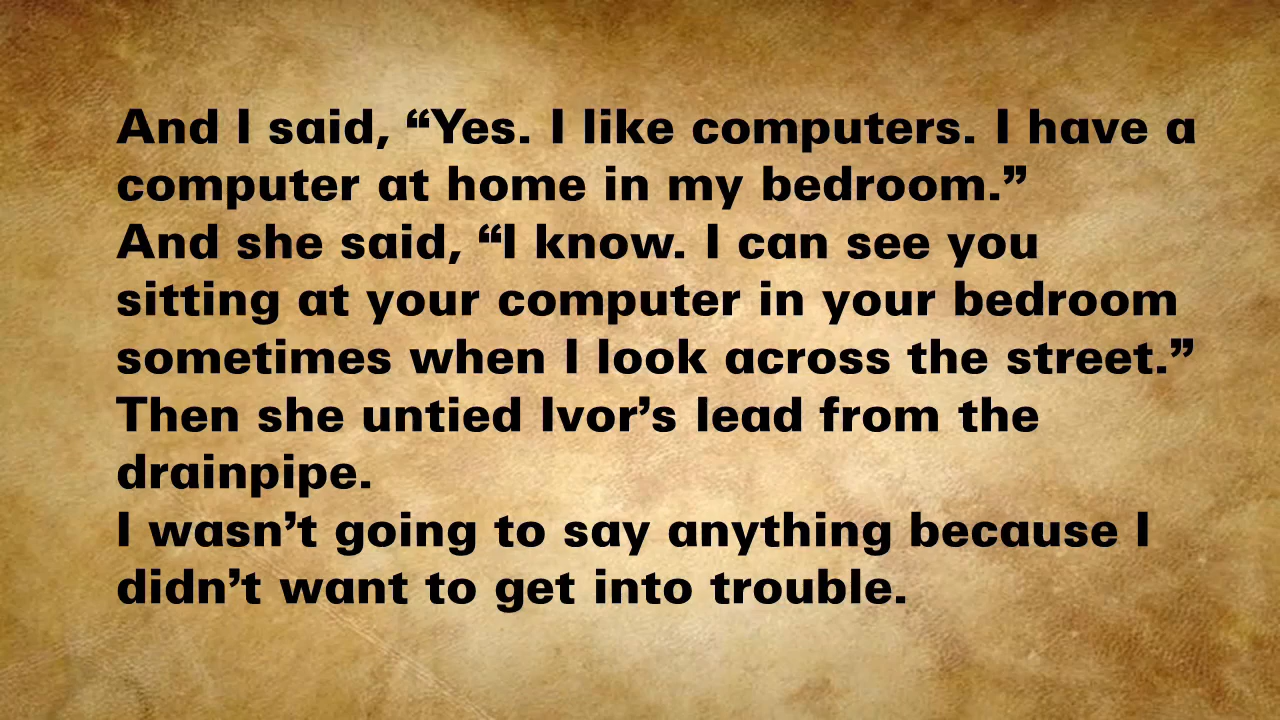 And I said, “Yes. I like computers. I have a
computer at home in my bedroom.”
And she said, “I know. I can see you
sitting at your computer in your bedroom
sometimes when I look across the street.”
Then she untied Ivor’s lead from the
drainpipe.
I wasn’t going to say anything because I
didn’t want to get into trouble.